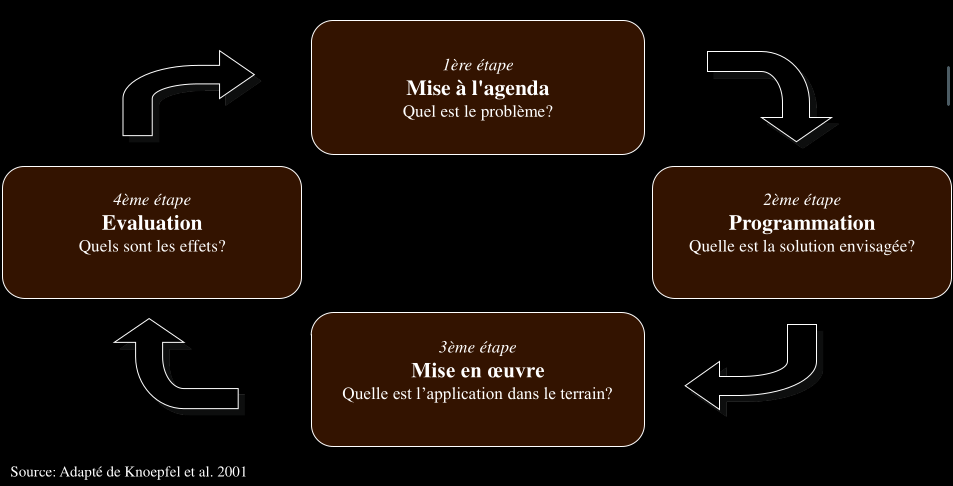 1ère étape
Mise à l'agenda
Quel est le problème?
2ème étape
Programmation
Quelle est la solution envisagée?
3ème étape
Mise en œuvre
Quelle est l’application dans le terrain?
4ème étape
Evaluation
Quels sont les effets?
Source: Adapté de Knoepfel et al. 2001